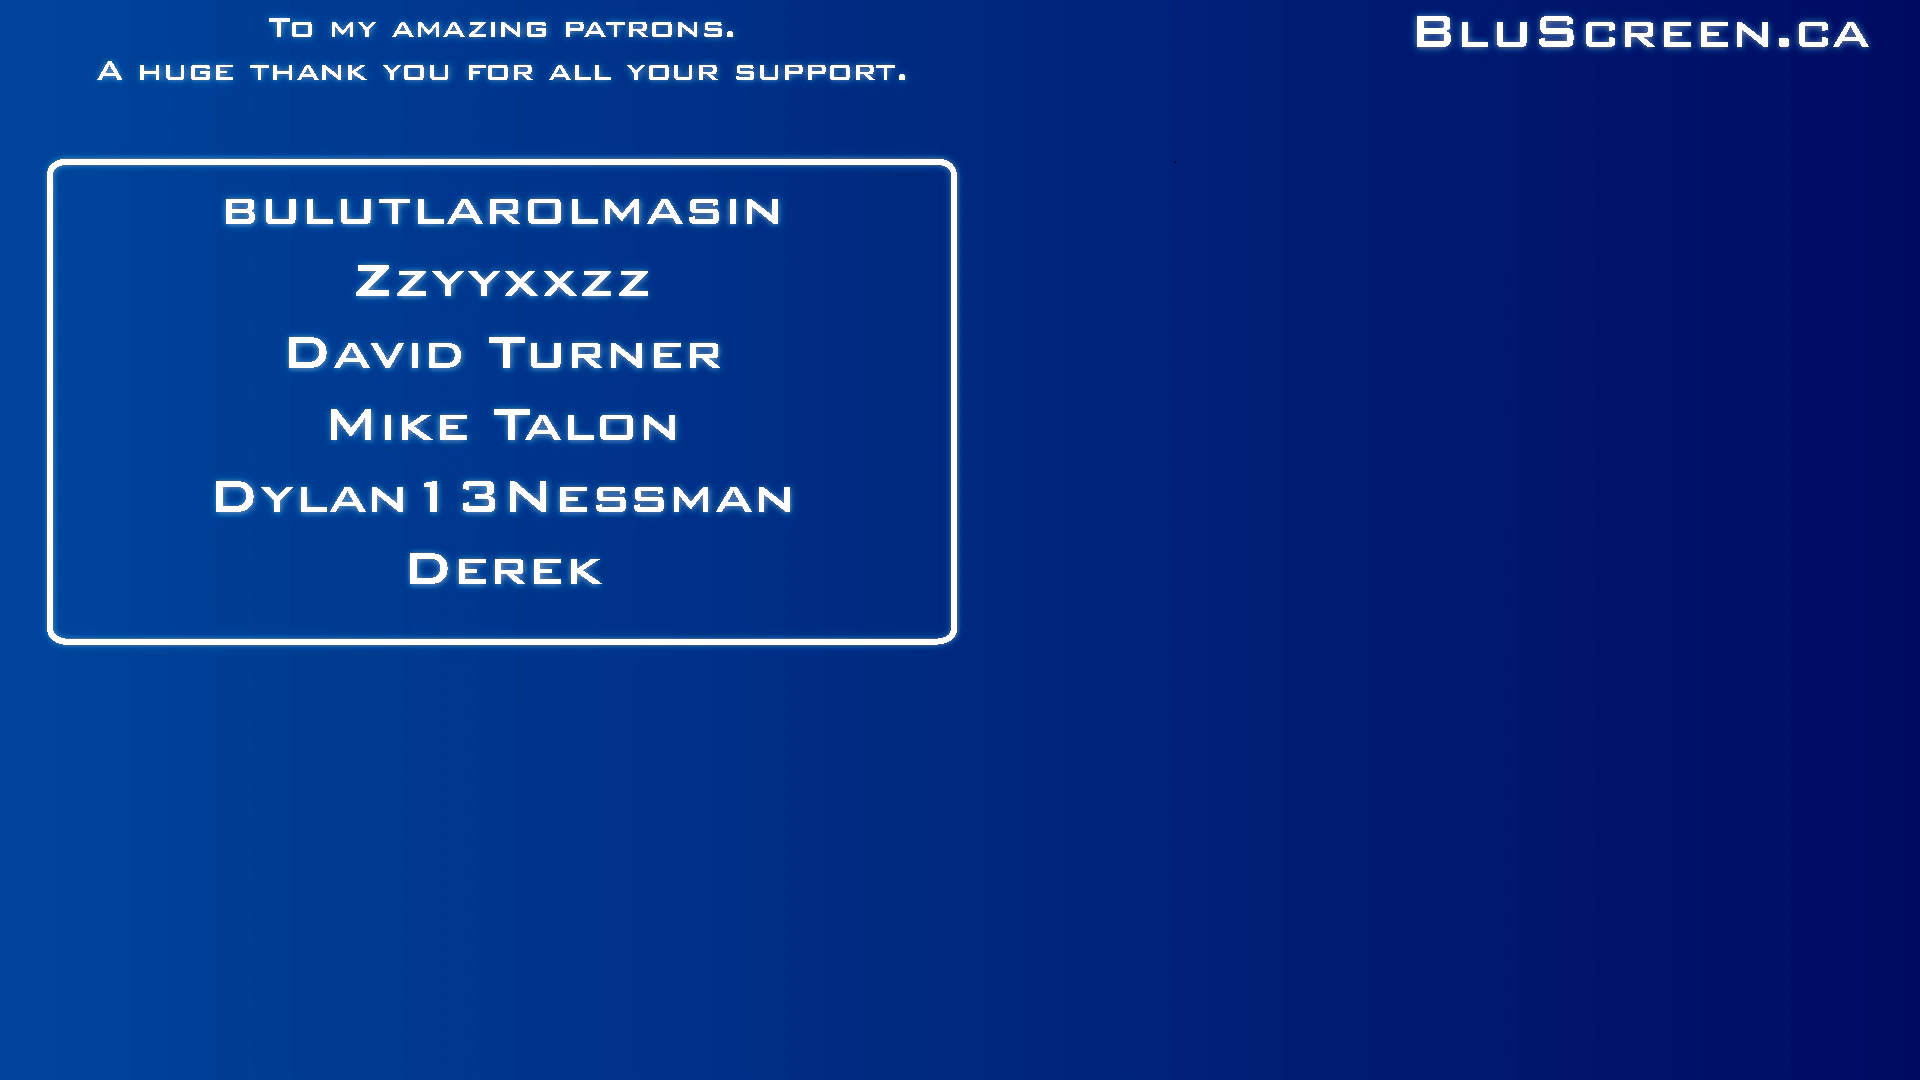 To my amazing patrons.
A huge thank you for all your support.
BluScreen.ca
bulutlarolmasin
Zzyyxxzz
David Turner
Mike Talon
Dylan13Nessman
Derek